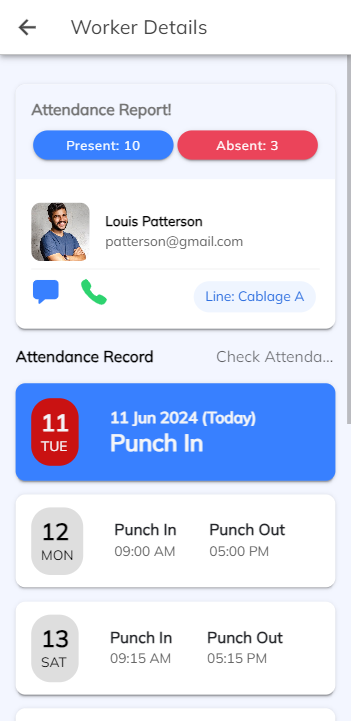 Worker Details
Attendance Report!
Present: 10 Absent: 3
Louis Patterson
patterson@gmail.com
Line: Cablage A
Attendance Record Check Attenda...
11
TUE
11 Jun 2024 (Today)
Punch In
12
MON
Punch In Punch Out
09:00 AM 05:00 PM
13
SAT
Punch In Punch Out
09:15 AM 05:15 PM